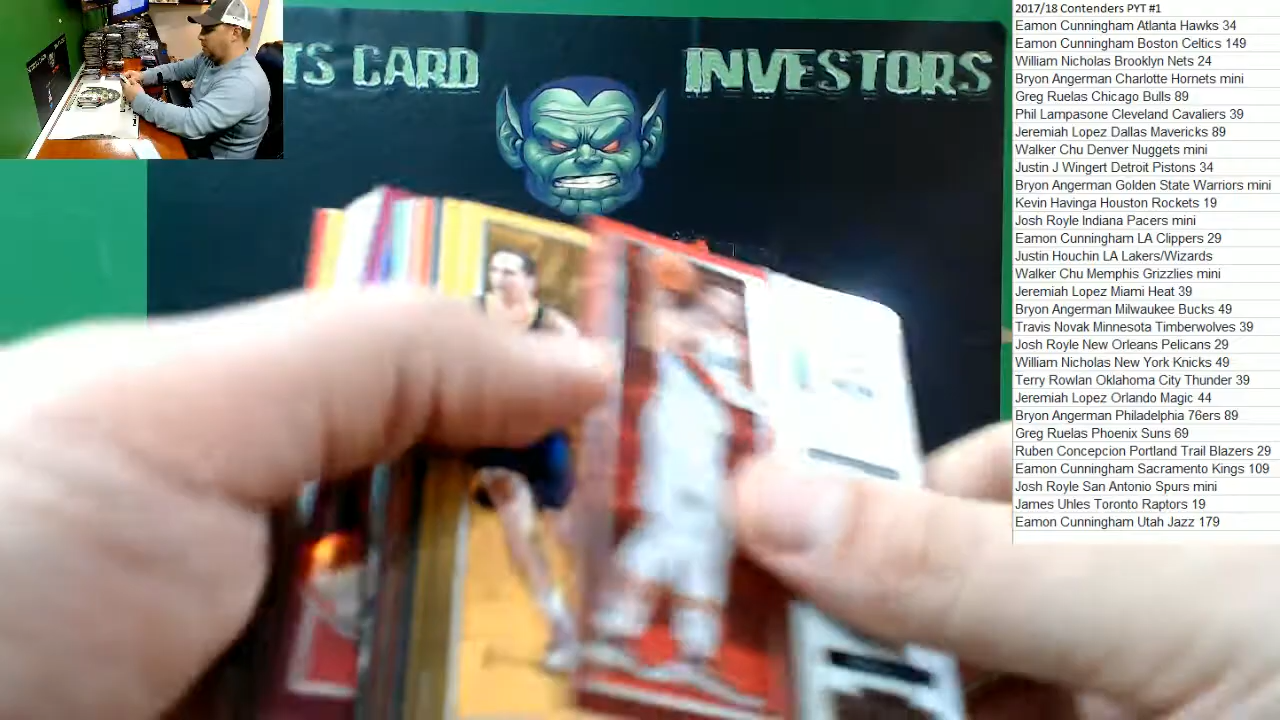 TS CARD INVESTORS
2017/18 Contenders PYT #1
Eamon Cunningham Atlanta Hawks 34
Eamon Cunningham Boston Celtics 149
William Nicholas Brooklyn Nets 24
Bryon Angerman Charlotte Hornets mini
Greg Ruelas Chicago Bulls 89
Phil Lampasone Cleveland Cavaliers 39
Jeremiah Lopez Dallas Mavericks 89
Walker Chu Denver Nuggets mini
Justin J Wingert Detroit Pistons 34
Bryon Angerman Golden State Warriors mini
Kevin Havinga Houston Rockets 19
Josh Royle Indiana Pacers mini
Eamon Cunningham LA Clippers 29
Justin Houchin LA Lakers/Wizards
Walker Chu Memphis Grizzlies mini
Jeremiah Lopez Miami Heat 39
Bryon Angerman Milwaukee Bucks 49
Travis Novak Minnesota Timberwolves 39
Josh Royle New Orleans Pelicans 29
William Nicholas New York Knicks 49
Terry Rowlan Oklahoma City Thunder 39
Jeremiah Lopez Orlando Magic 44
Bryon Angerman Philadelphia 76ers 89
Greg Ruelas Phoenix Suns 69
Ruben Concepcion Portland Trail Blazers 29
Eamon Cunningham Sacramento Kings 109
Josh Royle San Antonio Spurs mini
James Uhles Toronto Raptors 19
Eamon Cunningham Utah Jazz 179